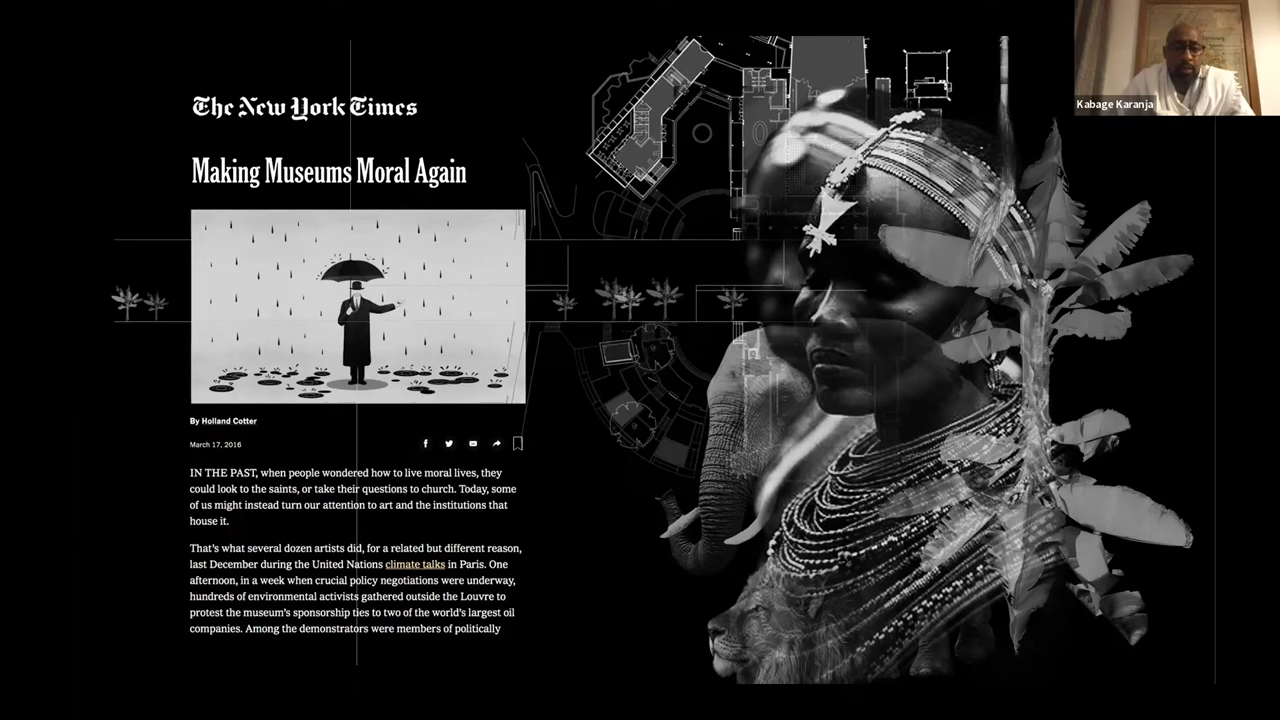 The New York Times
Kabage Karanja
Making Museums Moral Again
By Holland Cotter
March 17, 2016
IN THE PAST, when people wondered how to live moral lives, they
could look to the saints, or take their questions to church. Today, some
of us might instead turn our attention to art and the institutions that
house it.
That's what several dozen artists did, for a related but different reason,
last December during the United Nations climate talks in Paris. One
afternoon, in a week when crucial policy negotiations were underway,
hundreds of environmental activists gathered outside the Louvre to
protest the museum's sponsorship ties to two of the world's largest oil
companies. Among the demonstrators were members of politically